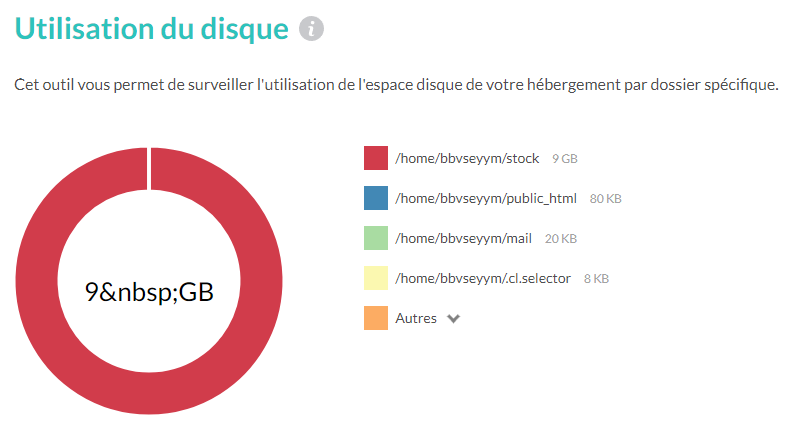 Utilisation du disque
Cet outil vous permet de surveiller l'utilisation de l'espace disque de votre hébergement par dossier spécifique.
9&nbsp;GB
/home/bbvseyym/stock 9 GB
/home/bbvseyym/public_html 80 KB
/home/bbvseyym/mail 20 KB
/home/bbvseyym/.cl.selector 8 KB
Autres